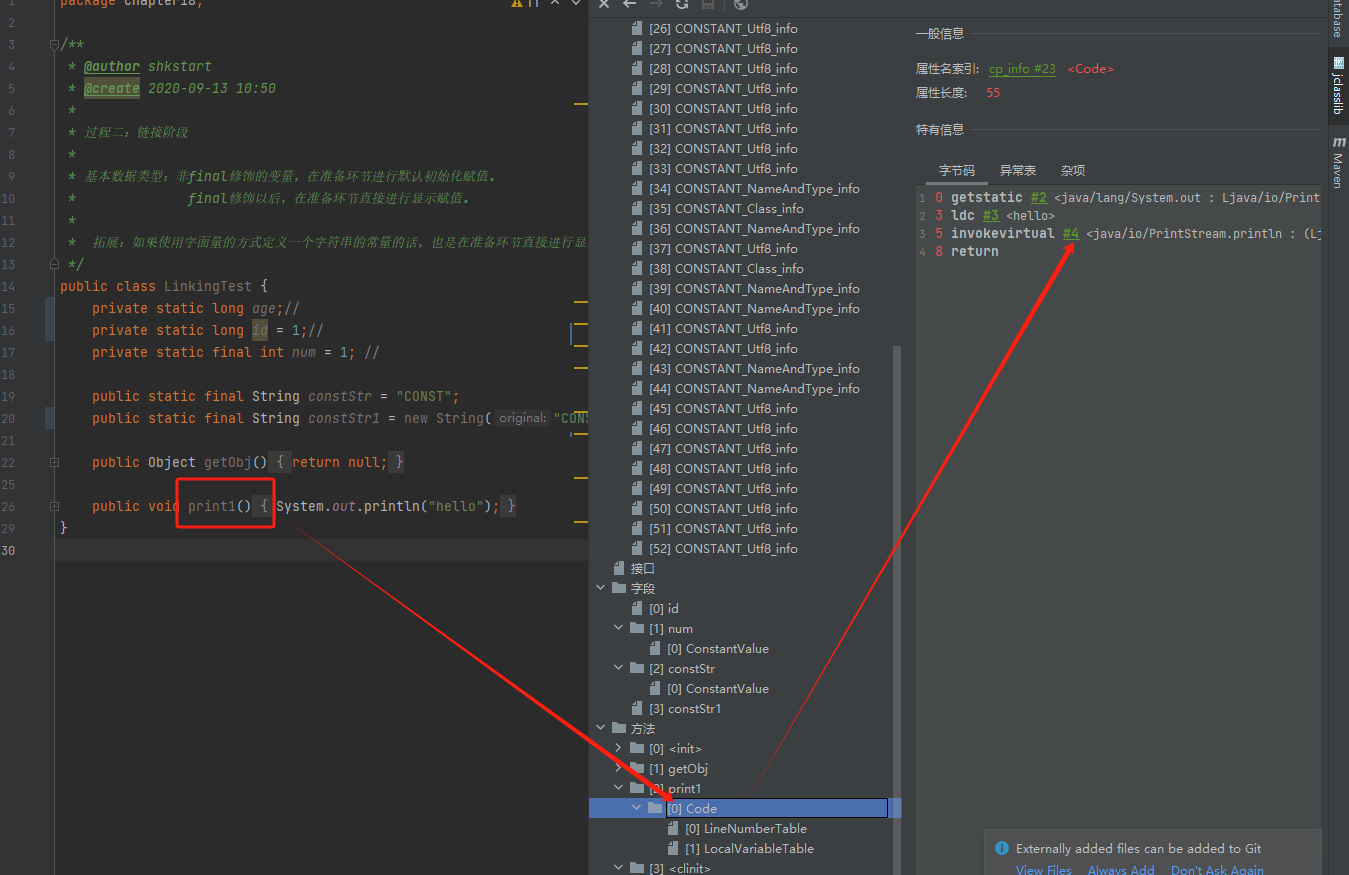 1 package chapter18;
2
3 /**
4 * @author shkstart
5 * @create 2020-09-13 10:50
6 *
7 * 过程二：链接阶段
8 *
9 * 基本数据类型：非final修饰的变量，在准备环节进行默认初始化赋值。
10 * final修饰以后，在准备环节直接进行显示赋值。
11 *
12 * 拓展：如果使用字面量的方式定义一个字符串的常量的话，也是在准备环节直接进行显
13 */
14 public class LinkingTest {
15 private static long age;//
16 private static long id = 1;//
17 private static final int num = 1; //
18
19 public static final String constStr = "CONST";
20 public static final String constStr1 = new String( original: "CONS
21
22 public Object getObj() { return null; }
25
26 public void print1() { System.out.println("hello"); }
29 }
30
11
[26] CONSTANT_Utf8_info
[27] CONSTANT_Utf8_info
[28] CONSTANT_Utf8_info
[29] CONSTANT_Utf8_info
[30] CONSTANT_Utf8_info
[31] CONSTANT_Utf8_info
[32] CONSTANT_Utf8_info
[33] CONSTANT_Utf8_info
[34] CONSTANT_NameAndType_info
[35] CONSTANT_Class_info
[36] CONSTANT_NameAndType_info
[37] CONSTANT_Utf8_info
[38] CONSTANT_Class_info
[39] CONSTANT_NameAndType_info
[40] CONSTANT_NameAndType_info
[41] CONSTANT_Utf8_info
[42] CONSTANT_Utf8_info
[43] CONSTANT_NameAndType_info
[44] CONSTANT_NameAndType_info
[45] CONSTANT_Utf8_info
[46] CONSTANT_Utf8_info
[47] CONSTANT_Utf8_info
[48] CONSTANT_Utf8_info
[49] CONSTANT_Utf8_info
[50] CONSTANT_Utf8_info
[51] CONSTANT_Utf8_info
[52] CONSTANT_Utf8_info
接口
字段
[0] id
[1] num
[0] ConstantValue
[2] constStr
[0] ConstantValue
[3] constStr1
方法
[0] <init>
[1] getObj
[2] print1
[0] Code
[0] LineNumberTable
[1] LocalVariableTable
[3] <clinit>
一般信息
属性名索引: cp_info #23 <Code>
属性长度: 55
特有信息
字节码 异常表 杂项
1 0 getstatic #2 <java/lang/System.out : Ljava/io/Print
2 3 ldc #3 <hello>
3 5 invokevirtual #4 <java/io/PrintStream.println : (Lj
4 8 return
Externally added files can be added to Git
View Files Always Add Don't Ask Again
atabase
jclasslib
m Maven